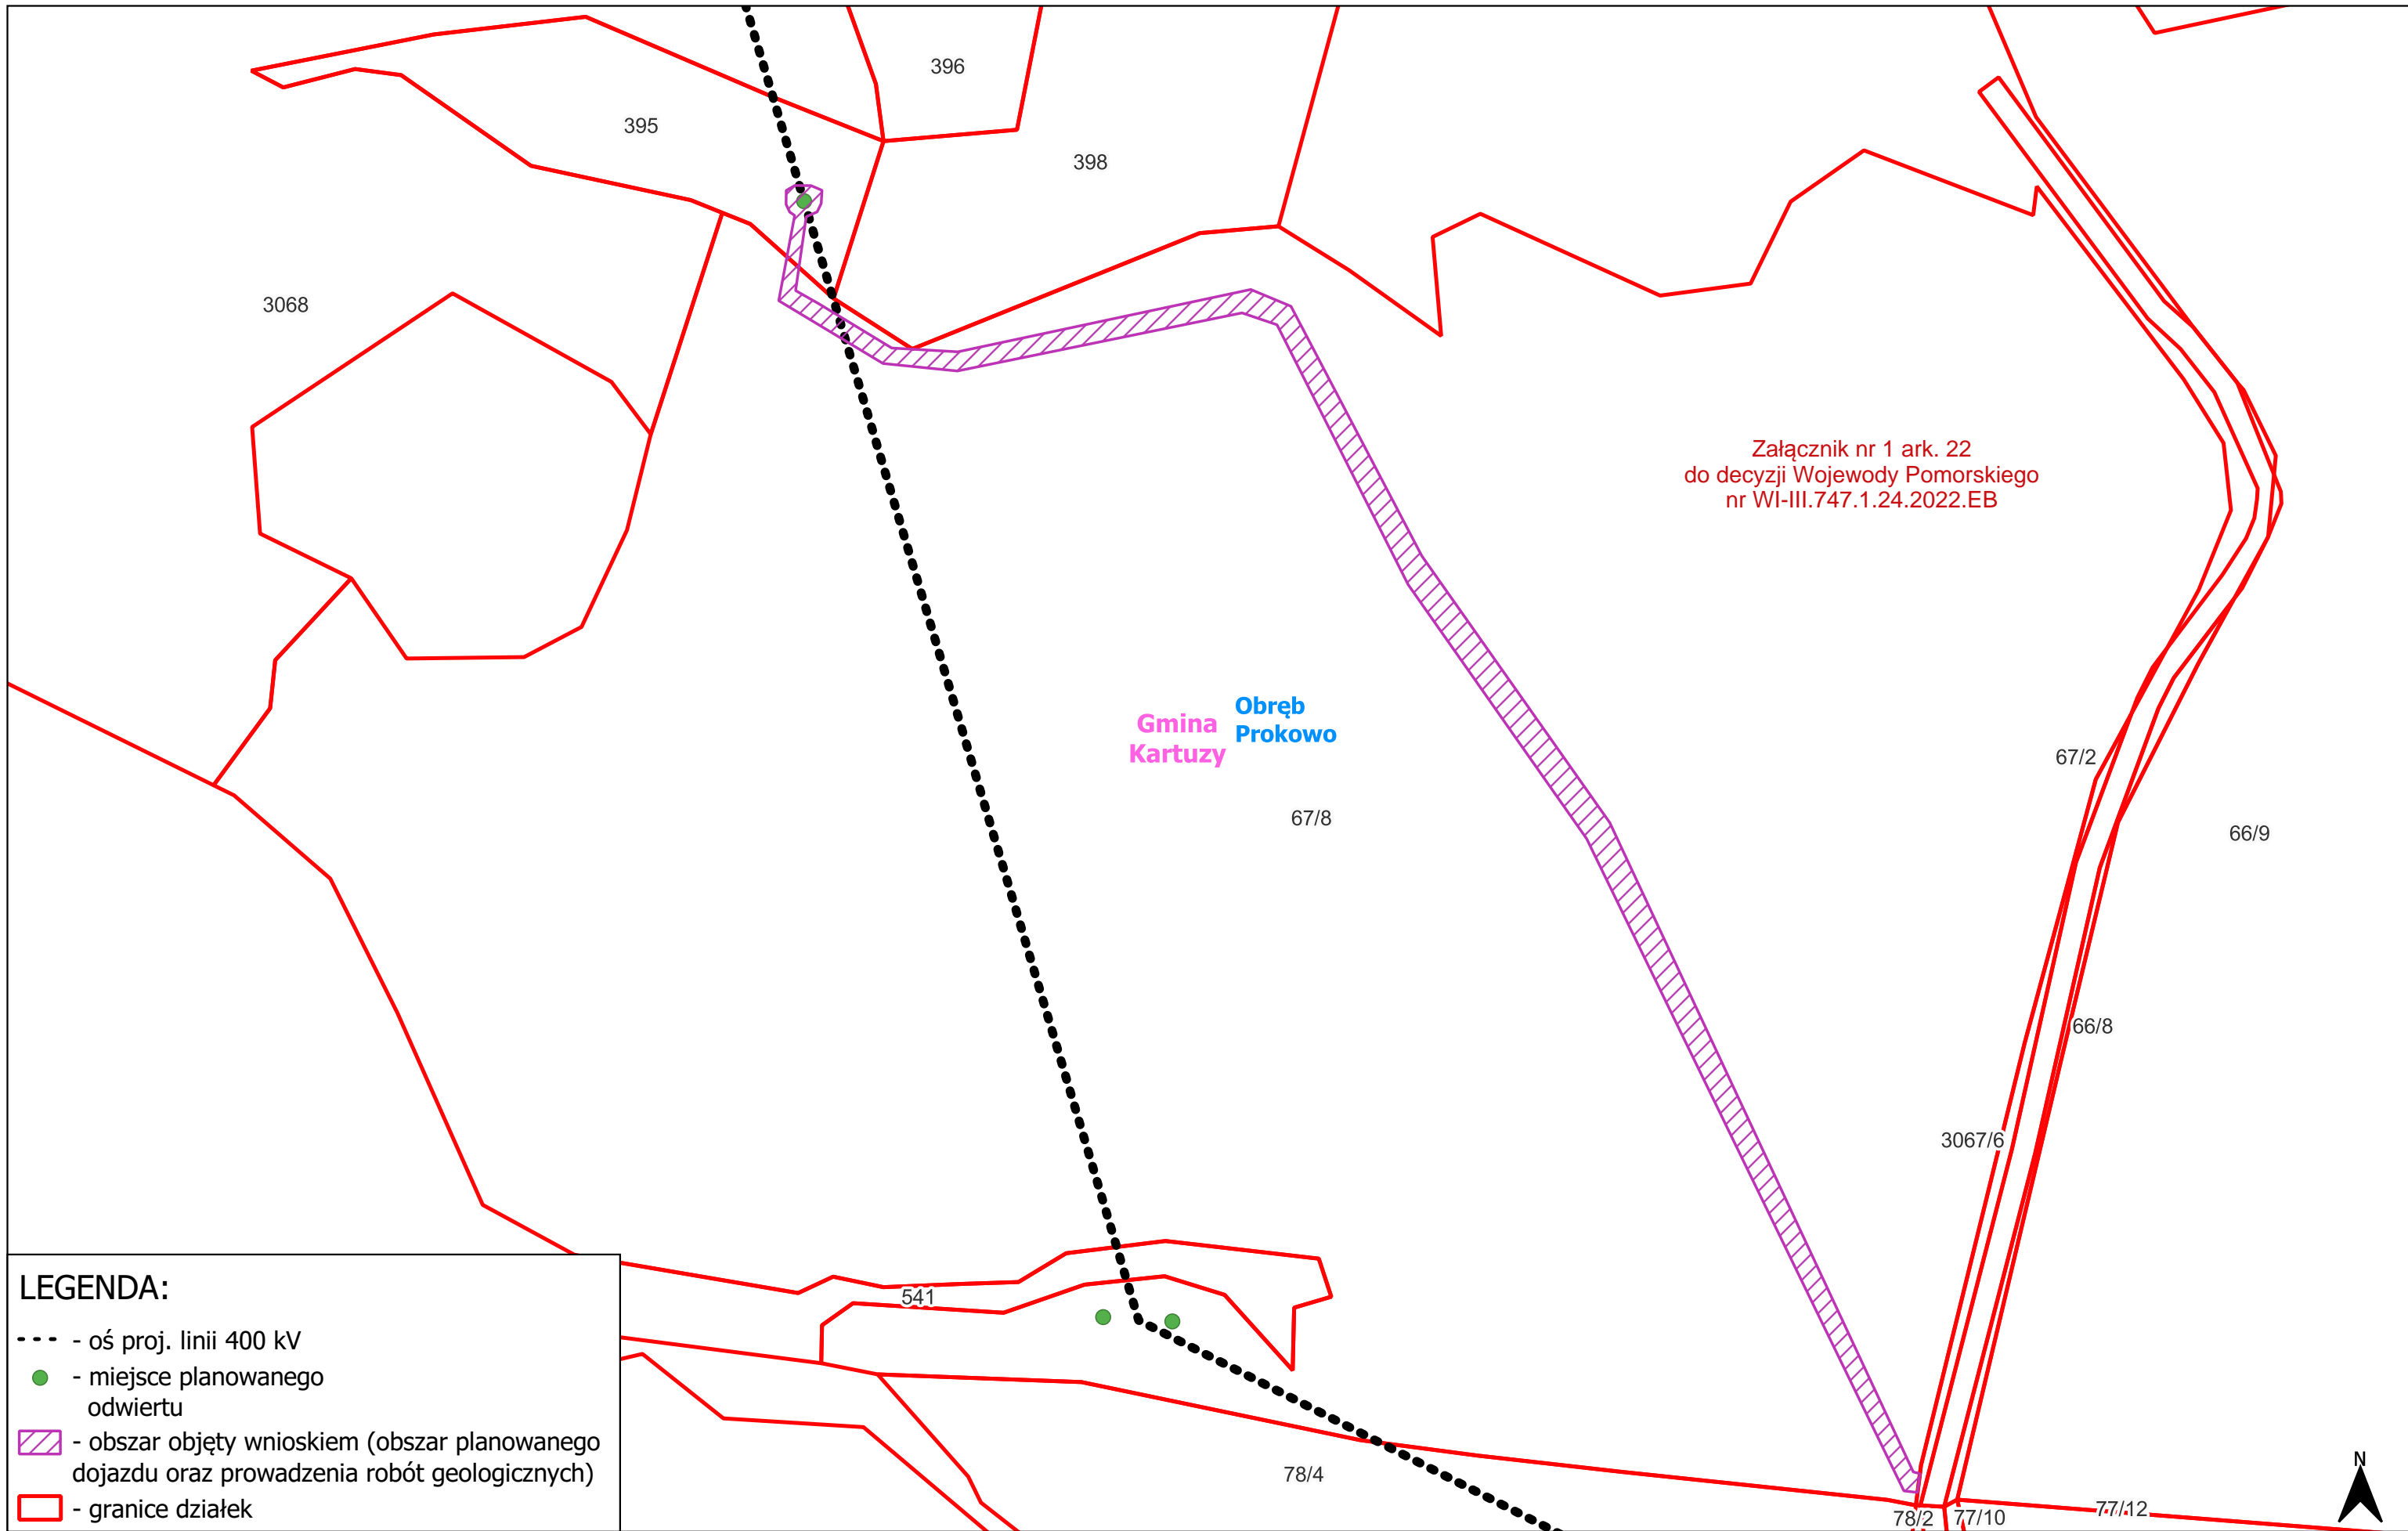 396
395
398
3068
Załącznik nr 1 ark. 22
do decyzji Wojewody Pomorskiego
nr WI-III.747.1.24.2022.EB
Gmina
Kartuzy
Obręb
Prokowo
67/2
67/8
66/9
66/8
3067/6
541
78/4
78/2
77/10
77/12
N
LEGENDA:
- oś proj. linii 400 kV
- miejsce planowanego
odwiertu
- obszar objęty wnioskiem (obszar planowanego
dojazdu oraz prowadzenia robót geologicznych)
- granice działek